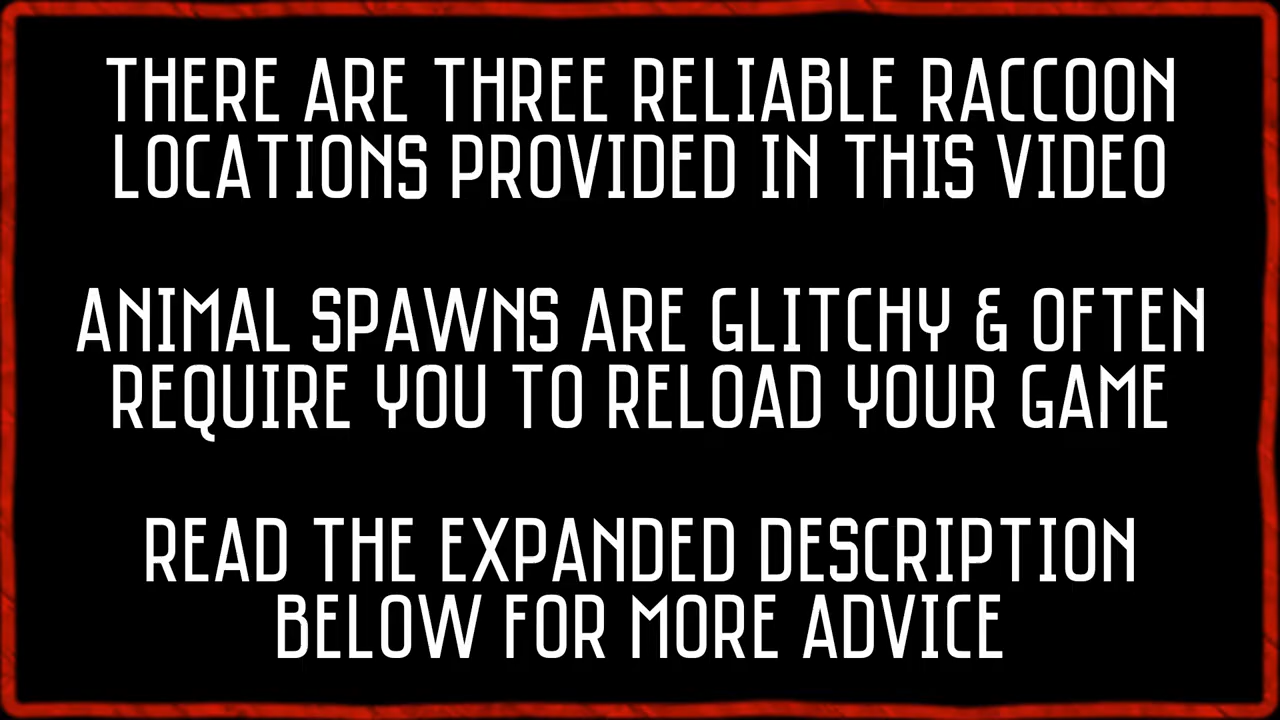 THERE ARE THREE RELIABLE RACCOON
LOCATIONS PROVIDED IN THIS VIDEO
ANIMAL SPAWNS ARE GLITCHY & OFTEN
REQUIRE YOU TO RELOAD YOUR GAME
READ THE EXPANDED DESCRIPTION
BELOW FOR MORE ADVICE